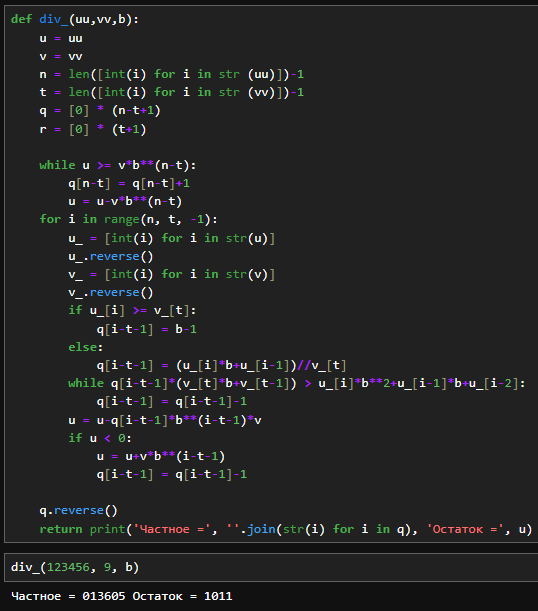 def div_(uu,vv,b):
    u = uu
    v = vv
    n = len([int(i) for i in str (uu)])-1
    t = len([int(i) for i in str (vv)])-1
    q = [0] * (n-t+1)
    r = [0] * (t+1)

    while u >= v*b**(n-t):
        q[n-t] = q[n-t]+1
        u = u-v*b**(n-t)
    for i in range(n, t, -1):
        u_ = [int(i) for i in str(u)]
        u_.reverse()
        v_ = [int(i) for i in str(v)]
        v_.reverse()
        if u_[i] >= v_[t]:
            q[i-t-1] = b-1
        else:
            q[i-t-1] = (u_[i]*b+u_[i-1])//v_[t]
        while q[i-t-1]*(v_[t]*b+v_[t-1]) > u_[i]*b**2+u_[i-1]*b+u_[i-2]:
            q[i-t-1] = q[i-t-1]-1
        u = u-q[i-t-1]*b**(i-t-1)*v
        if u < 0:
            u = u+v*b**(i-t-1)
            q[i-t-1] = q[i-t-1]-1

    q.reverse()
    return print('Частное =', ''.join(str(i) for i in q), 'Остаток =', u)
div_(123456, 9, b)
Частное = 013605 Остаток = 1011